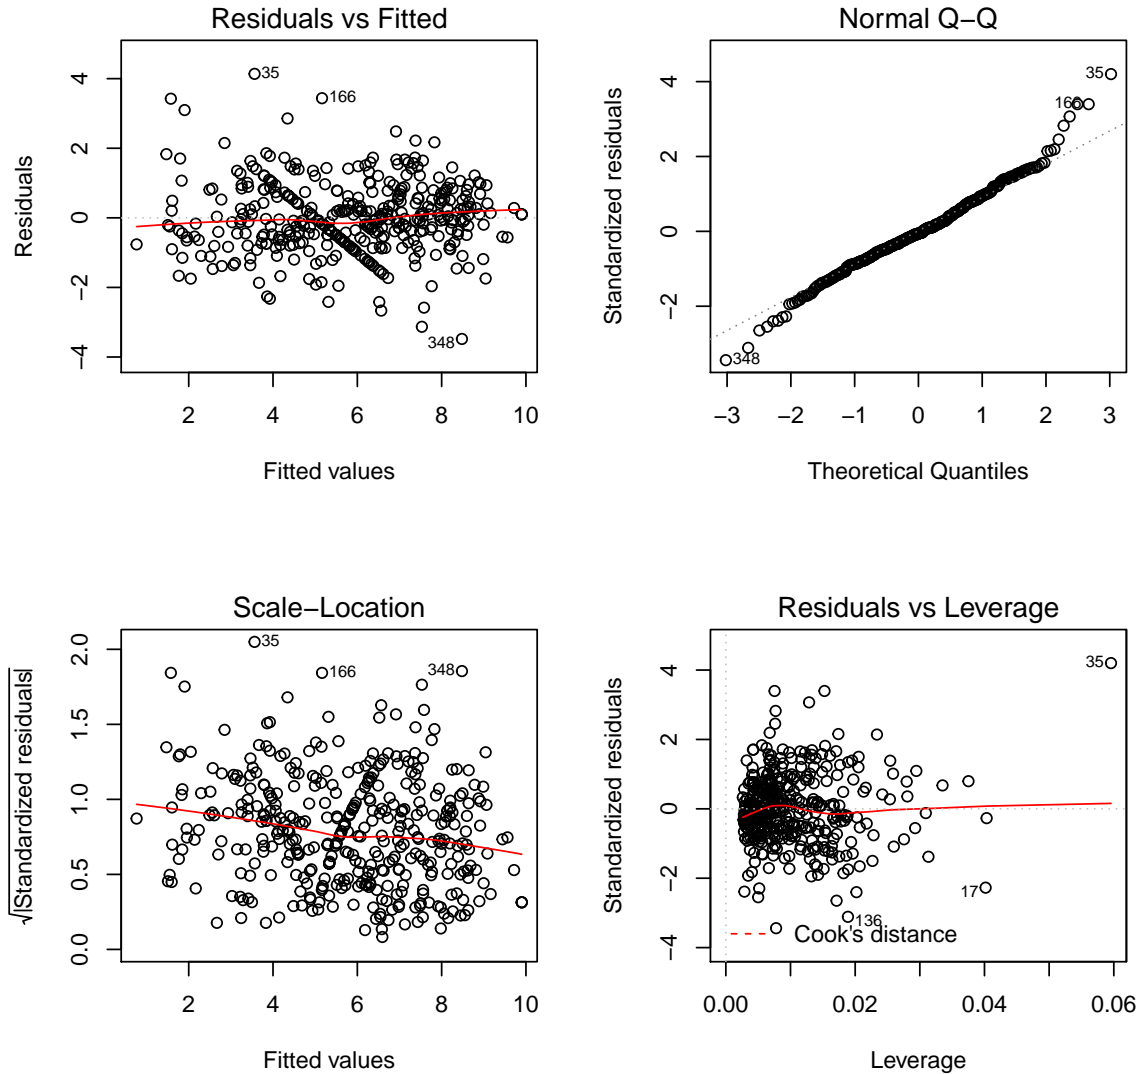 Residuals vs Fitted
Residuals
4
2
0
−2
−4
35
166
348
2 4 6 8 10
Fitted values
Normal Q−Q
Standardized residuals
4
2
0
−2
35
166
348
−3 −2 −1 0 1 2 3
Theoretical Quantiles
Scale−Location
√|Standardized residuals|
2.0
1.5
1.0
0.5
0.0
35
166
348
2 4 6 8 10
Fitted values
Residuals vs Leverage
Standardized residuals
4
2
0
−2
−4
35
17
136
Cook's distance
0.00 0.02 0.04 0.06
Leverage